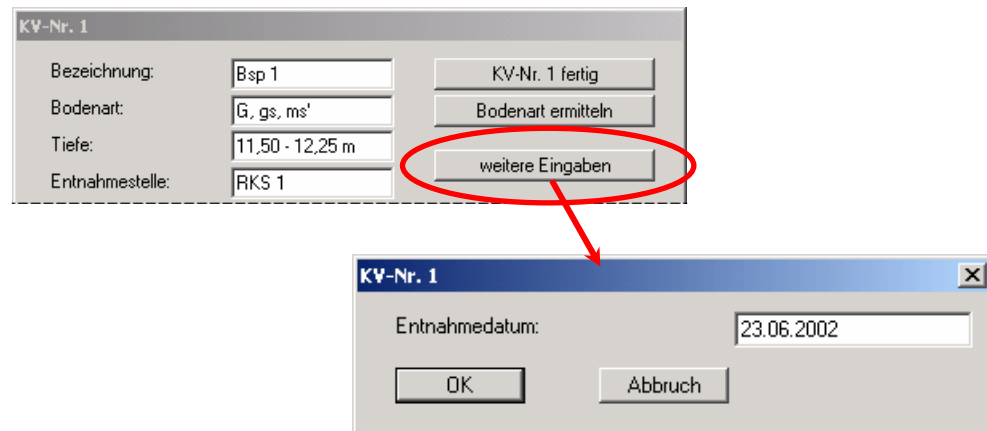 KV-Nr. 1
Bezeichnung: Bsp 1 KV-Nr. 1 fertig
Bodenart: G, gs, ms' Bodenart ermitteln
Tiefe: 11,50 - 12,25 m
weitere Eingaben
Entnahmestelle: RKS 1
KV-Nr. 1
Entnahmedatum: 23.06.2002
OK Abbruch